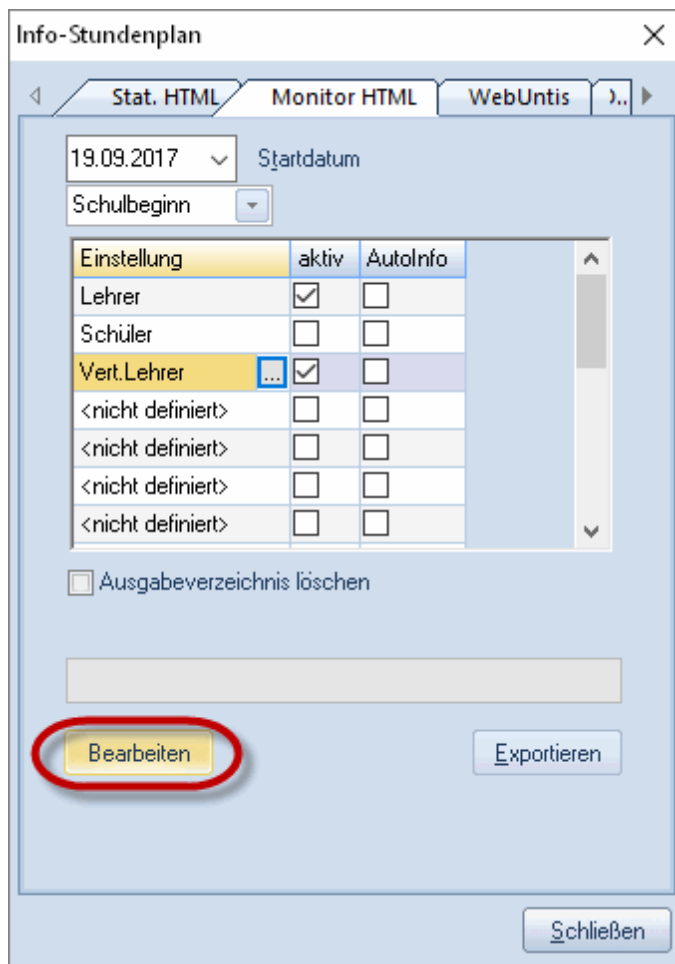 Info-Stundenplan
Stat. HTML Monitor HTML WebUntis
19.09.2017 Startdatum
Schulbeginn
Einstellung aktiv AutoInfo
Lehrer
Schüler
Vert.Lehrer ...
<nicht definiert>
<nicht definiert>
<nicht definiert>
<nicht definiert>
Ausgabeverzeichnis löschen
Bearbeiten Exportieren
Schließen